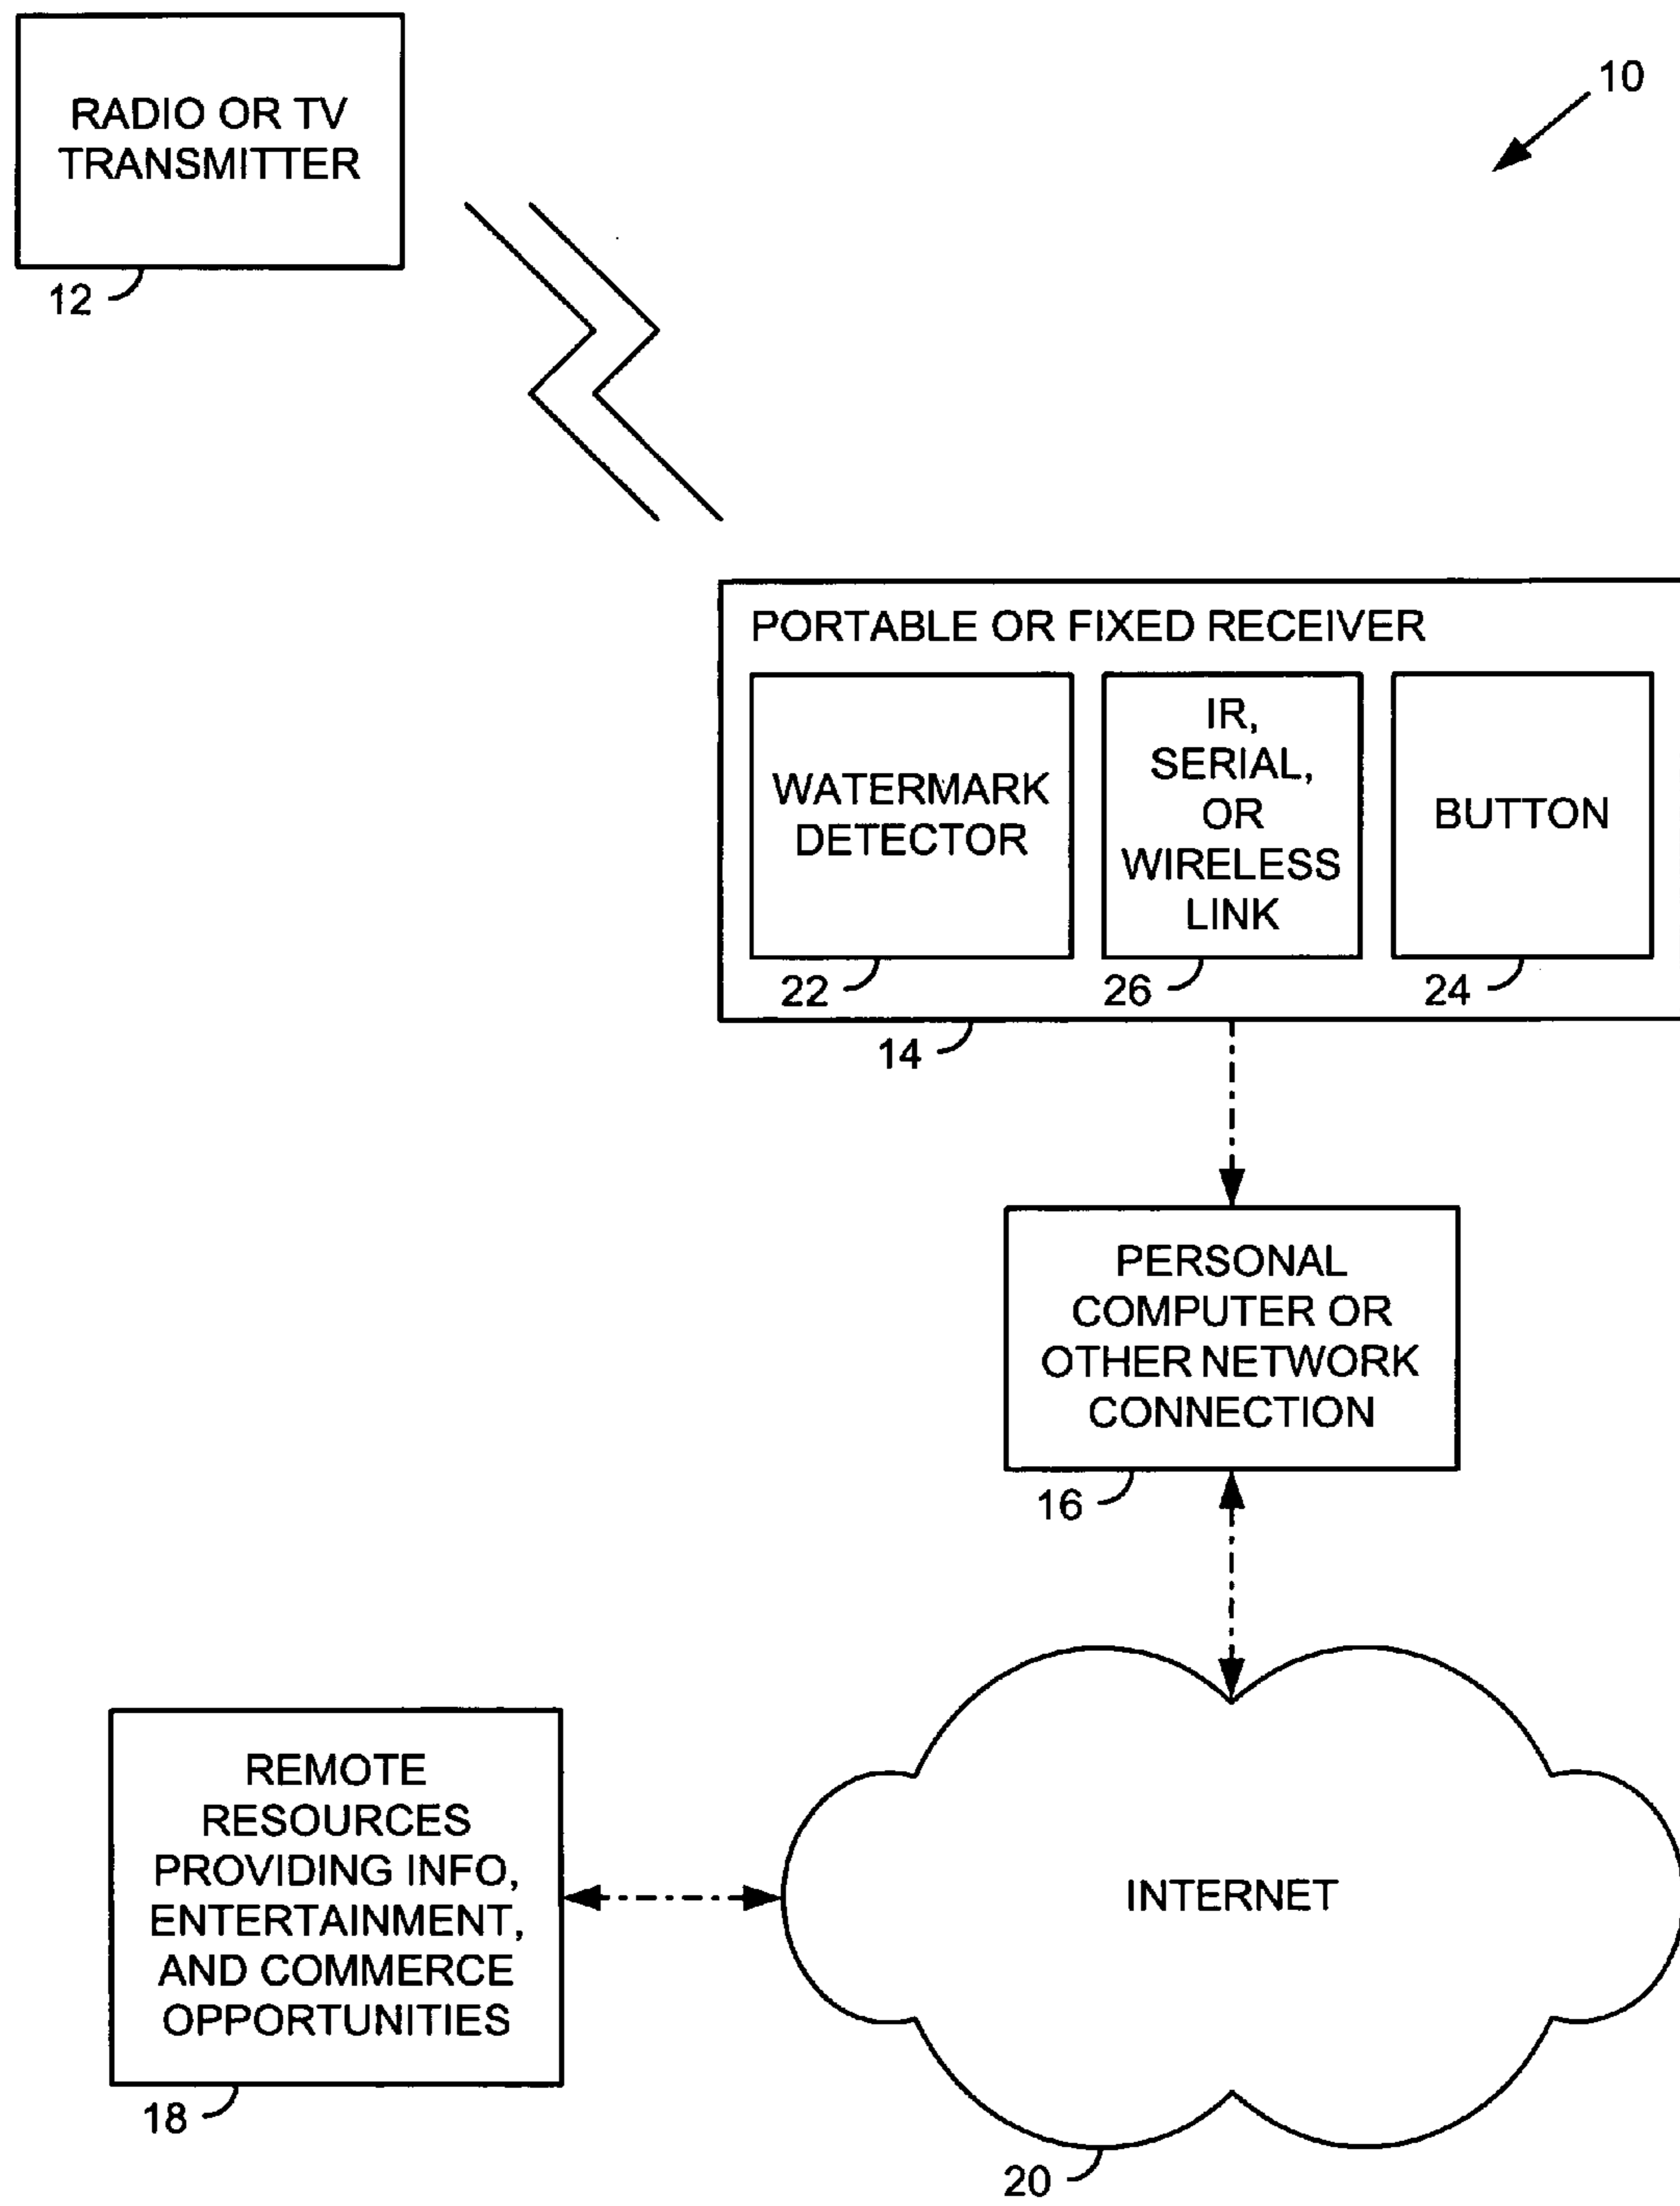 RADIO OR TV
TRANSMITTER
12
10
PORTABLE OR FIXED RECEIVER
WATERMARK
DETECTOR
22
IR,
SERIAL,
OR
WIRELESS
LINK
26
BUTTON
24
14
PERSONAL
COMPUTER OR
OTHER NETWORK
CONNECTION
16
REMOTE
RESOURCES
PROVIDING INFO,
ENTERTAINMENT,
AND COMMERCE
OPPORTUNITIES
18
INTERNET
20